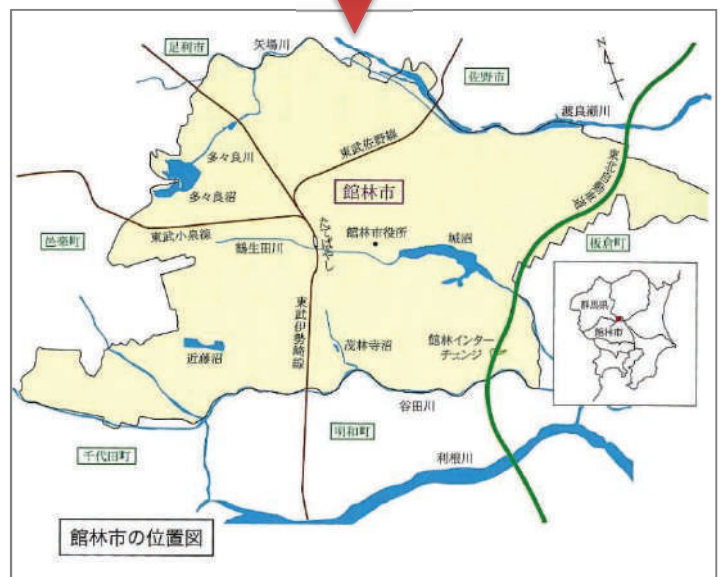 足利市
矢場川
佐野市
N
渡良瀬川
東武佐野線
多々良川
館林市
多々良沼
東北自動車道
邑楽町
東武小泉線
鶴生田川
たてばやし
館林市役所
城沼
板倉町
群馬県
館林市
東武伊勢崎線
近藤沼
茂林寺沼
館林インター
チェンジ
谷田川
千代田町
明和町
利根川
館林市の位置図